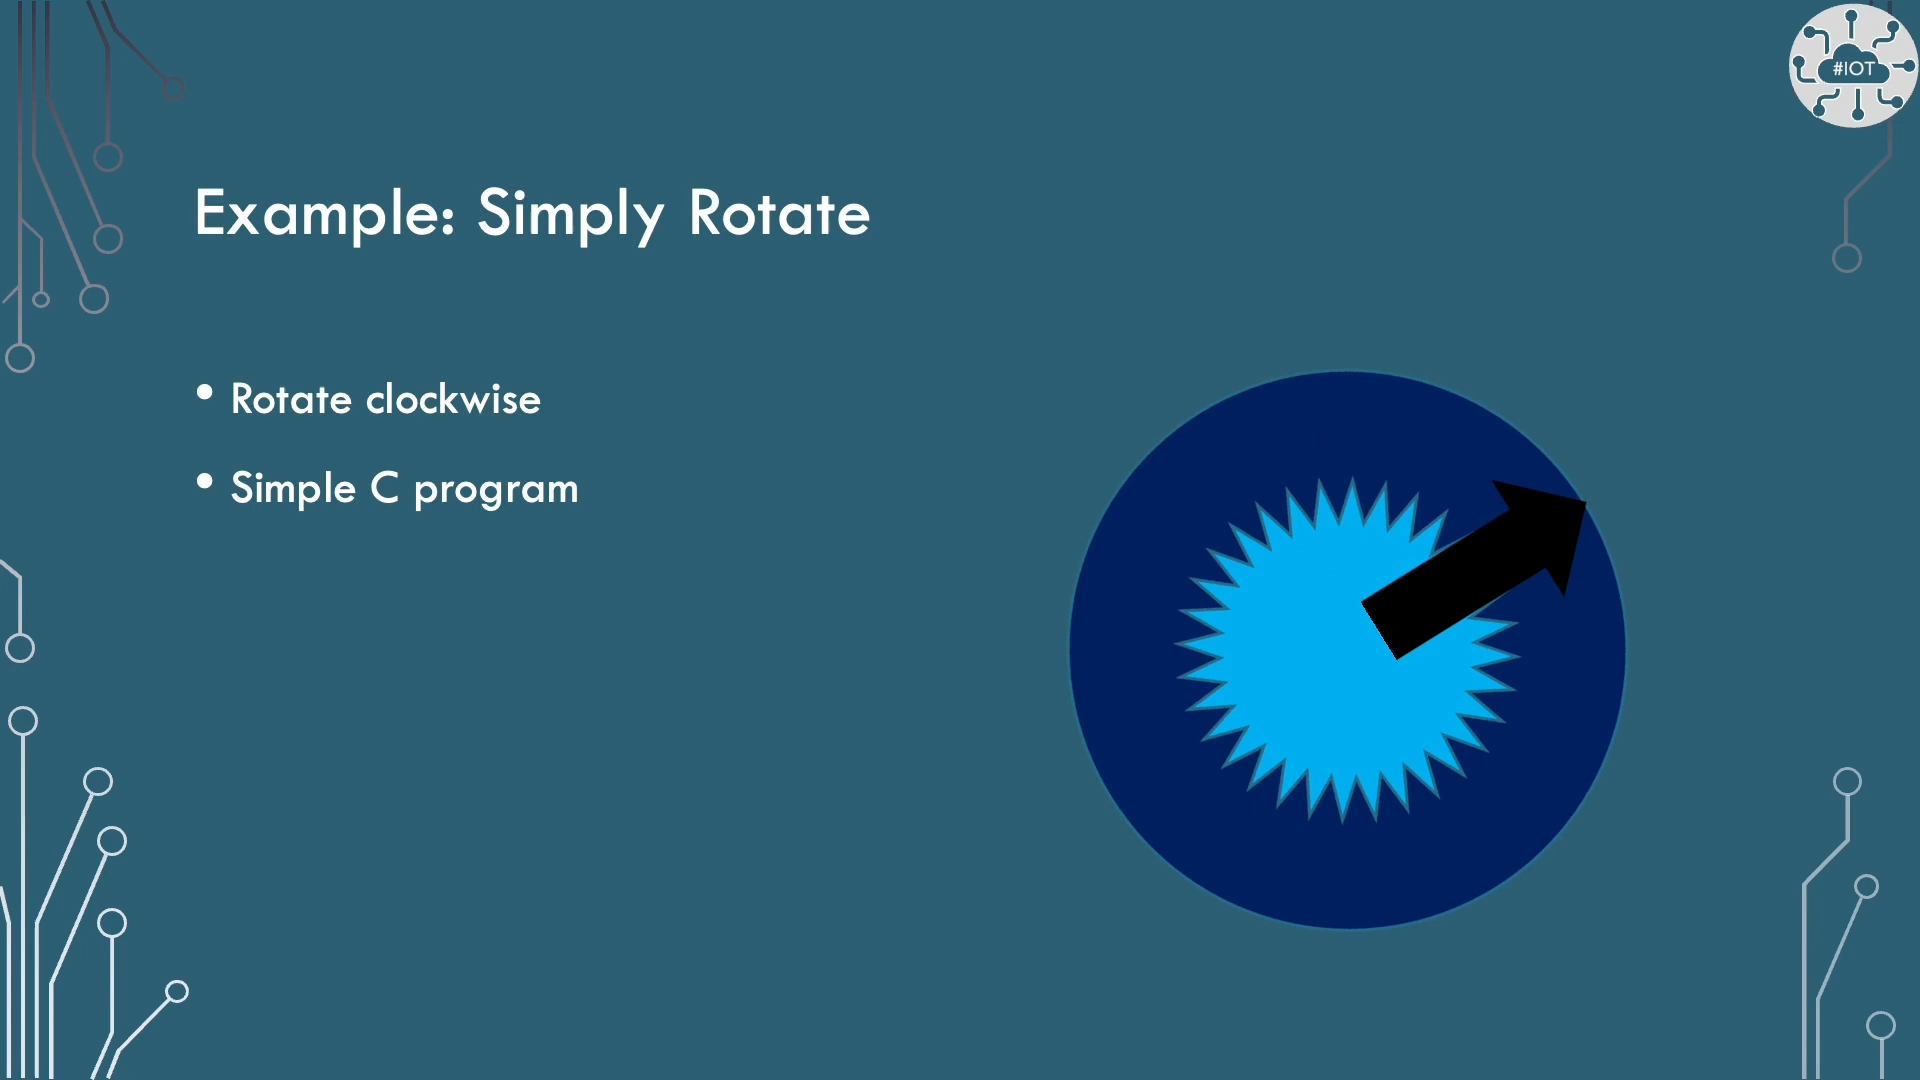 #IOT
Example: Simply Rotate
• Rotate clockwise
• Simple C program